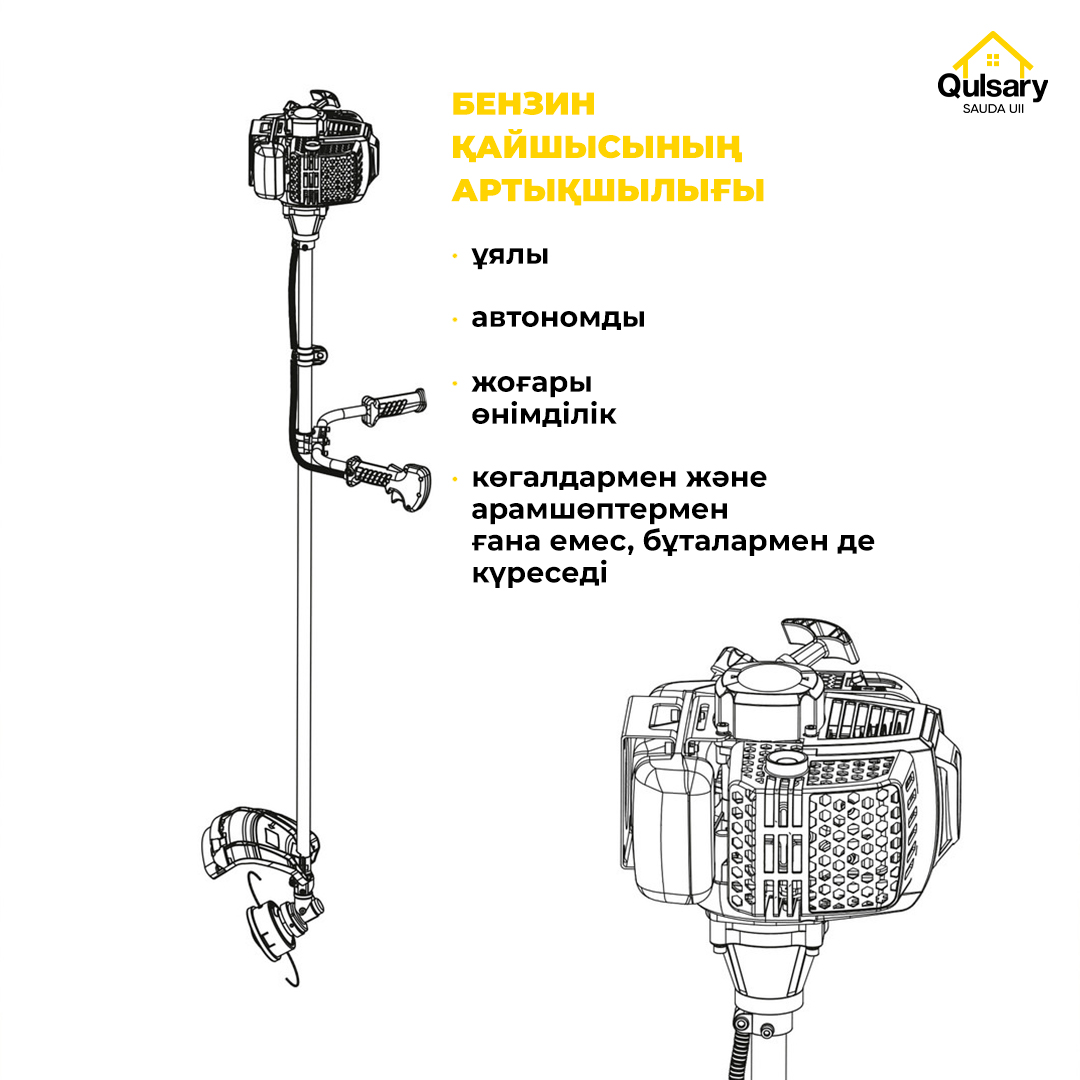 Qulsary
SAUDA UII
БЕНЗИН
ҚАЙШЫСЫНЫҢ
АРТЫҚШЫЛЫҒЫ
· ұялы
· автономды
· жоғары
өнімділік
· көгалдармен және
арамшөптермен
ғана емес, бұталармен де
күреседі